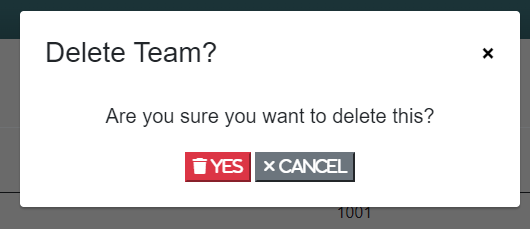 Delete Team?
×
Are you sure you want to delete this?
YES
× CANCEL
1001